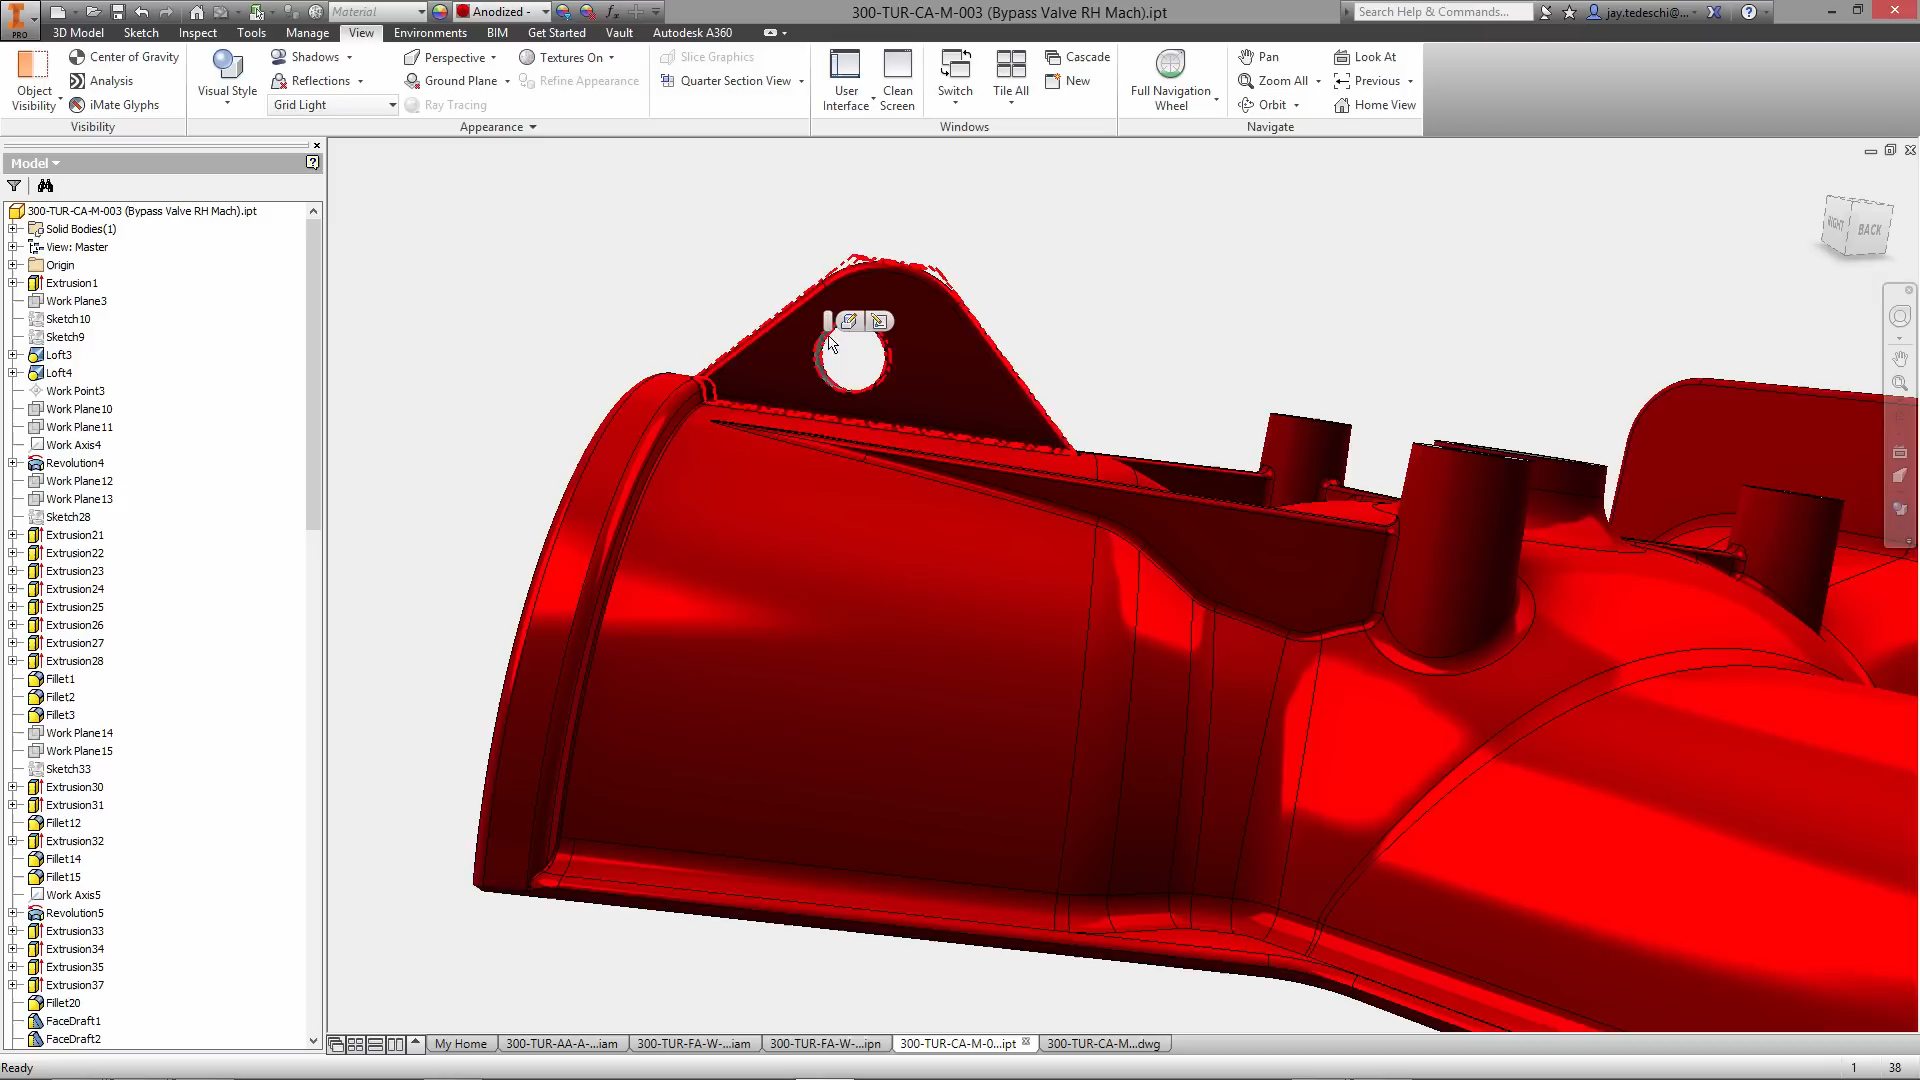 Material
Anodized -
300-TUR-CA-M-003 (Bypass Valve RH Mach).ipt
Search Help & Commands...
jay.tedeschi@...
PRO
3D Model
Sketch
Inspect
Tools
Manage
View
Environments
BIM
Get Started
Vault
Autodesk A360
Object Visibility
Center of Gravity
Analysis
iMate Glyphs
Visibility
Visual Style
Shadows
Reflections
Grid Light
Perspective
Ground Plane
Ray Tracing
Textures On
Refine Appearance
Appearance
Slice Graphics
Quarter Section View
User Interface
Clean Screen
Switch
Tile All
Cascade
New
Windows
Full Navigation Wheel
Pan
Zoom All
Orbit
Look At
Previous
Home View
Navigate
Model
300-TUR-CA-M-003 (Bypass Valve RH Mach).ipt
Solid Bodies(1)
View: Master
Origin
Extrusion1
Work Plane3
Sketch10
Sketch9
Loft3
Loft4
Work Point3
Work Plane10
Work Plane11
Work Axis4
Revolution4
Work Plane12
Work Plane13
Sketch28
Extrusion21
Extrusion22
Extrusion23
Extrusion24
Extrusion25
Extrusion26
Extrusion27
Extrusion28
Fillet1
Fillet2
Fillet3
Work Plane14
Work Plane15
Sketch33
Extrusion30
Extrusion31
Fillet12
Extrusion32
Fillet14
Fillet15
Work Axis5
Revolution5
Extrusion33
Extrusion34
Extrusion35
Extrusion37
Fillet20
FaceDraft1
FaceDraft2
RIGHT
BACK
My Home
300-TUR-AA-A-...iam
300-TUR-FA-W-...iam
300-TUR-FA-W-...ipn
300-TUR-CA-M-0...ipt
300-TUR-CA-M...dwg
Ready
1
38